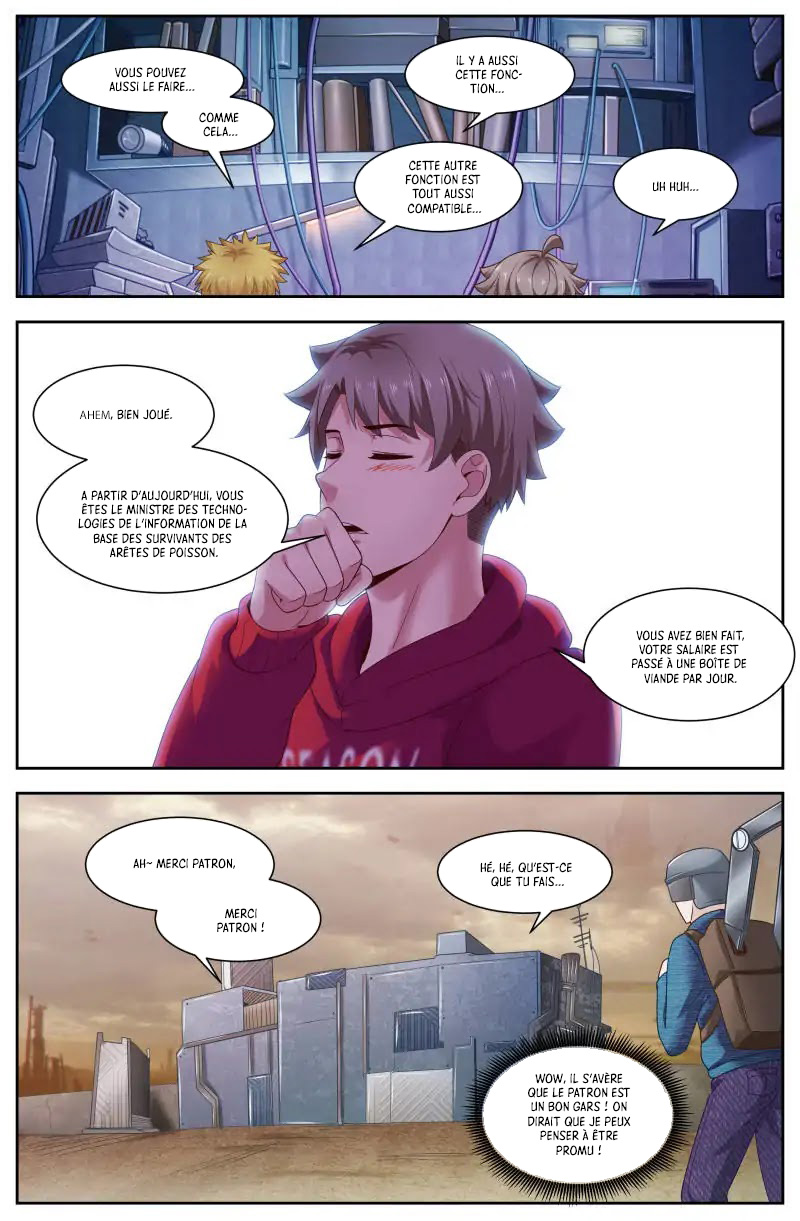 VOUS POUVEZ
AUSSI LE FAIRE...
COMME
CELA...
IL Y A AUSSI
CETTE FONC-
TION...
CETTE AUTRE
FONCTION EST
TOUT AUSSI
COMPATIBLE...
UH HUH...
AHEM, BIEN JOUÉ.
A PARTIR D'AUJOURD'HUI, VOUS
ÊTES LE MINISTRE DES TECHNO-
LOGIES DE L'INFORMATION DE LA
BASE DES SURVIVANTS DES
ARÊTES DE POISSON.
VOUS AVEZ BIEN FAIT,
VOTRE SALAIRE EST
PASSÉ À UNE BOÎTE DE
VIANDE PAR JOUR.
AH~ MERCI PATRON,
MERCI
PATRON !
HÉ, HÉ, QU'EST-CE
QUE TU FAIS...
WOW, IL S'AVÈRE
QUE LE PATRON EST
UN BON GARS ! ON
DIRAIT QUE JE PEUX
PENSER À ÊTRE
PROMU !